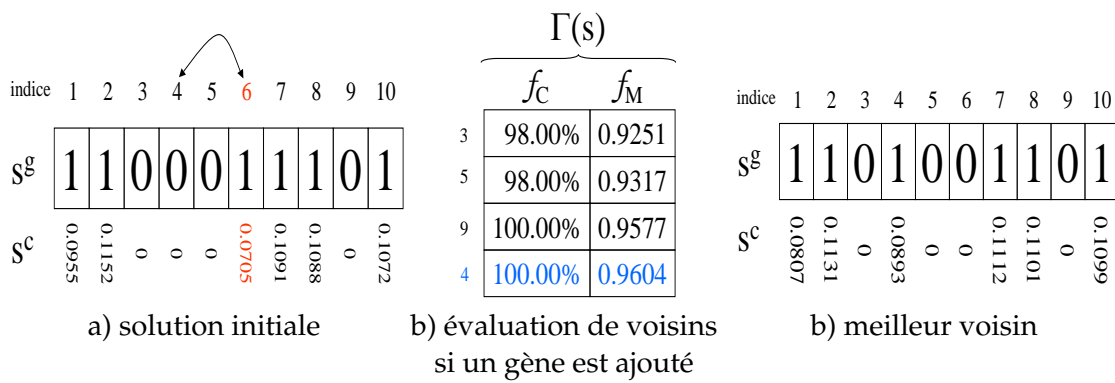 Γ(s)
indice 1 2 3 4 5 6 7 8 9 10
s^g 1 1 0 0 0 1 1 1 0 1
s^c 0.0955 0.1152 0 0 0 0.0705 0.1091 0.1088 0 0.1072
a) solution initiale
f_C f_M
3 98.00% 0.9251
5 98.00% 0.9317
9 100.00% 0.9577
4 100.00% 0.9604
b) évaluation de voisins
si un gène est ajouté
indice 1 2 3 4 5 6 7 8 9 10
s^g 1 1 0 1 0 0 1 1 0 1
s^c 0.0807 0.1131 0 0.0893 0 0 0.1112 0.1101 0 0.1099
b) meilleur voisin